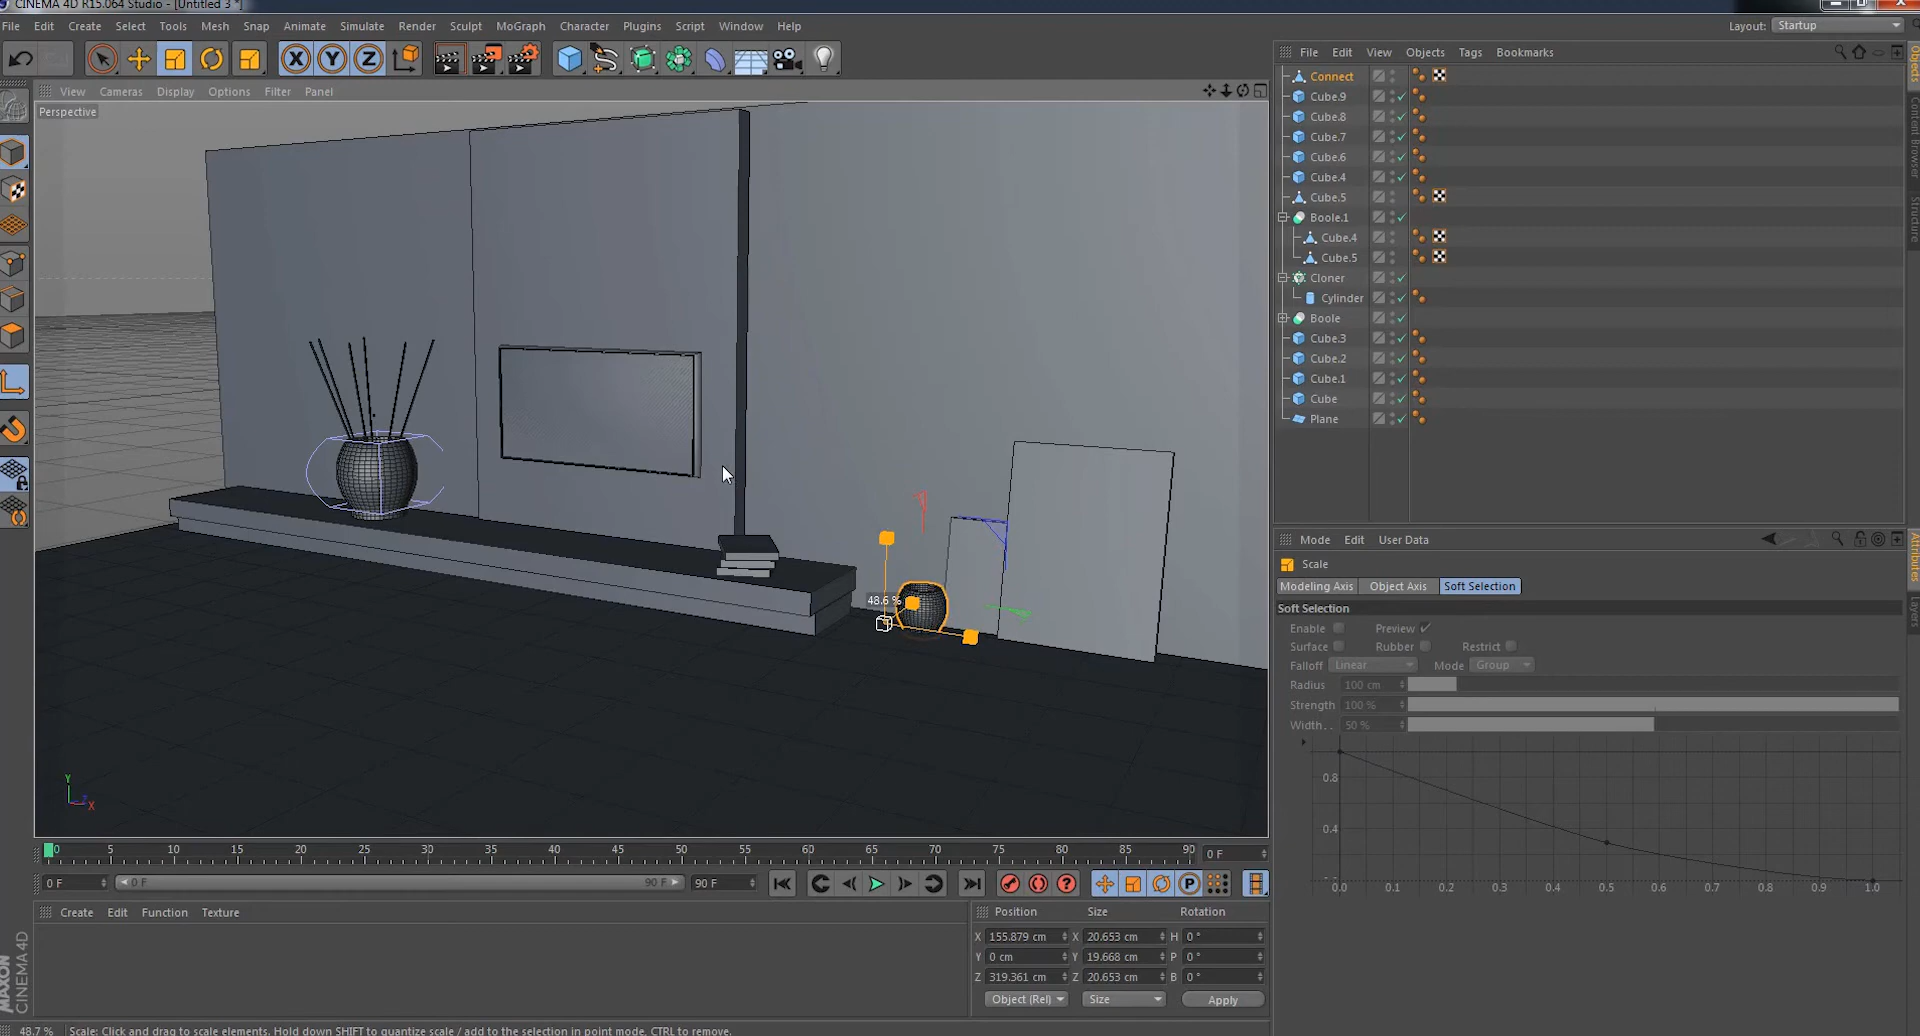 CINEMA 4D R15.064 Studio - [Untitled 3 *]
File Edit Create Select Tools Mesh Snap Animate Simulate Render Sculpt MoGraph Character Plugins Script Window Help
Layout: Startup
X Y Z
File Edit View Objects Tags Bookmarks
View Cameras Display Options Filter Panel
Perspective
Connect
Cube.9
Cube.8
Cube.7
Cube.6
Cube.4
Cube.5
Boole.1
Cube.4
Cube.5
Cloner
Cylinder
Boole
Cube.3
Cube.2
Cube.1
Cube
Plane
Objects
Content Browser
Structure
48.6 %
Y
X
Mode Edit User Data
Scale
Modeling Axis Object Axis Soft Selection
Soft Selection
Enable Preview
Surface Rubber Restrict
Falloff Linear Mode Group
Radius 100 cm
Strength 100 %
Width. . 50 %
0.8
0.4
0.0 0.1 0.2 0.3 0.4 0.5 0.6 0.7 0.8 0.9 1.0
Attributes
Layers
0 5 10 15 20 25 30 35 40 45 50 55 60 65 70 75 80 85 90 0 F
0 F 0 F 90 F 90 F
P
Create Edit Function Texture
Position Size Rotation
X 155.879 cm X 20.653 cm H 0 °
Y 0 cm Y 19.668 cm P 0 °
Z 319.361 cm Z 20.653 cm B 0 °
Object (Rel) Size Apply
MAXON
CINEMA 4D
48.7 % Scale: Click and drag to scale elements. Hold down SHIFT to quantize scale / add to the selection in point mode, CTRL to remove.